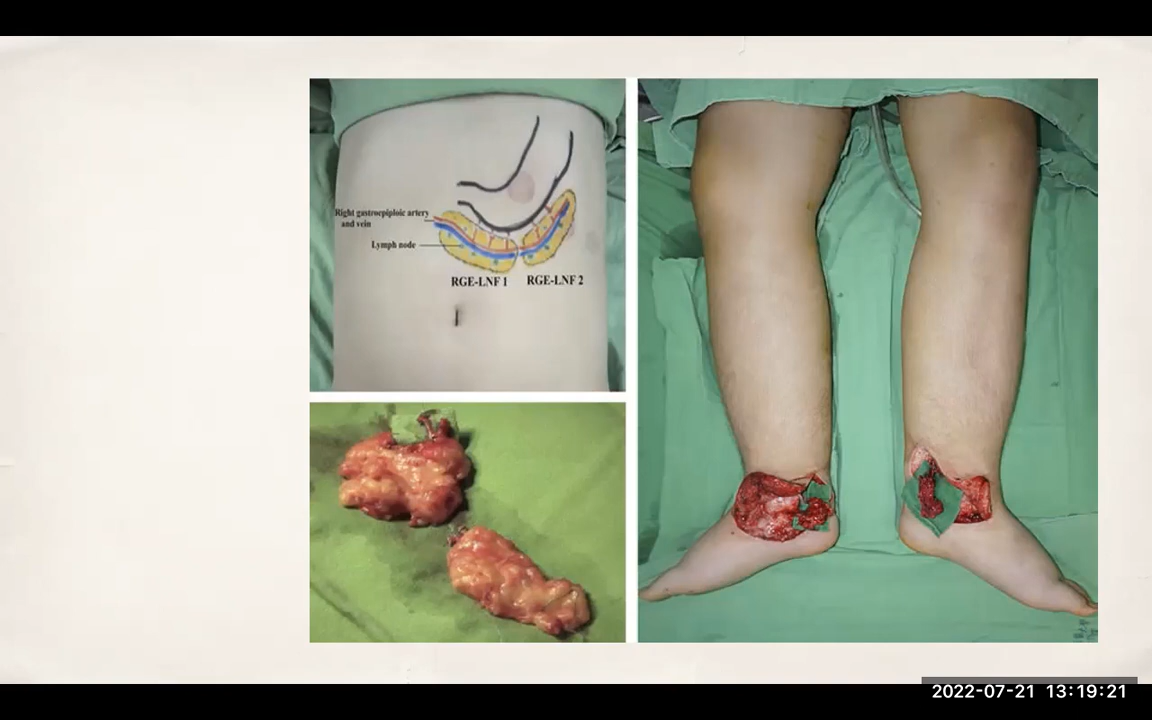 Right gastroepiploic artery
and vein
Lymph node
RGE-LNF 1 RGE-LNF 2
2022-07-21 13:19:21